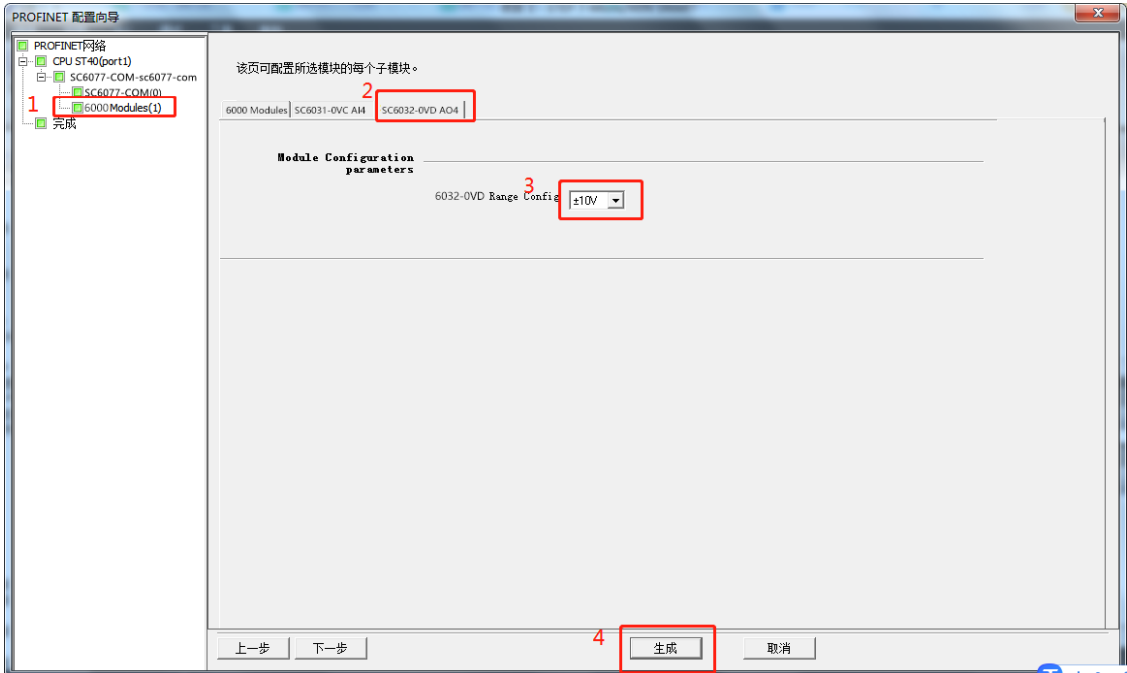 PROFINET 配置向导
PROFINET网络
CPU ST40(port1)
SC6077-COM-sc6077-com
SC6077-COM(0)
1
6000Modules(1)
完成
该页可配置所选模块的每个子模块。
2
6000 Modules
SC6031-0VC AI4
SC6032-0VD AO4
Module Configuration
parameters
3
6032-0VD Range Config
±10V
4
上一步
下一步
生成
取消